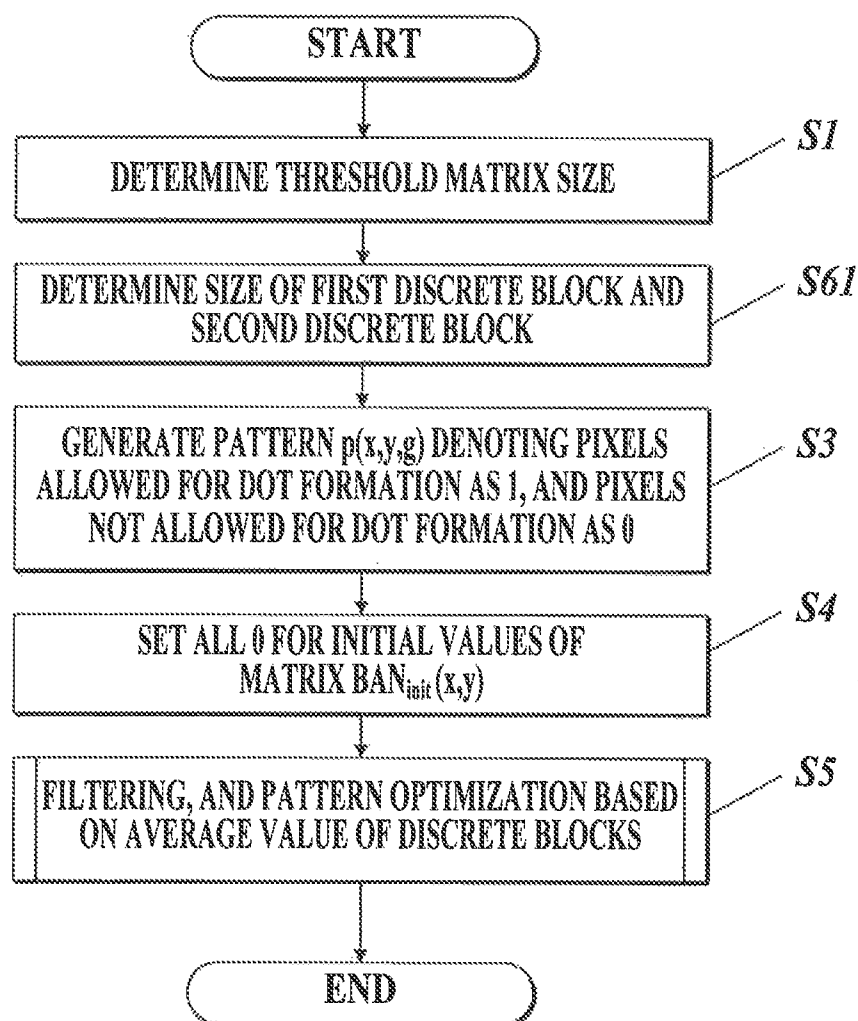 START
S1
DETERMINE THRESHOLD MATRIX SIZE
S61
DETERMINE SIZE OF FIRST DISCRETE BLOCK AND
SECOND DISCRETE BLOCK
S3
GENERATE PATTERN p(x,y,g) DENOTING PIXELS
ALLOWED FOR DOT FORMATION AS 1, AND PIXELS
NOT ALLOWED FOR DOT FORMATION AS 0
S4
SET ALL 0 FOR INITIAL VALUES OF
MATRIX BANinit(x,y)
S5
FILTERING, AND PATTERN OPTIMIZATION BASED
ON AVERAGE VALUE OF DISCRETE BLOCKS
END